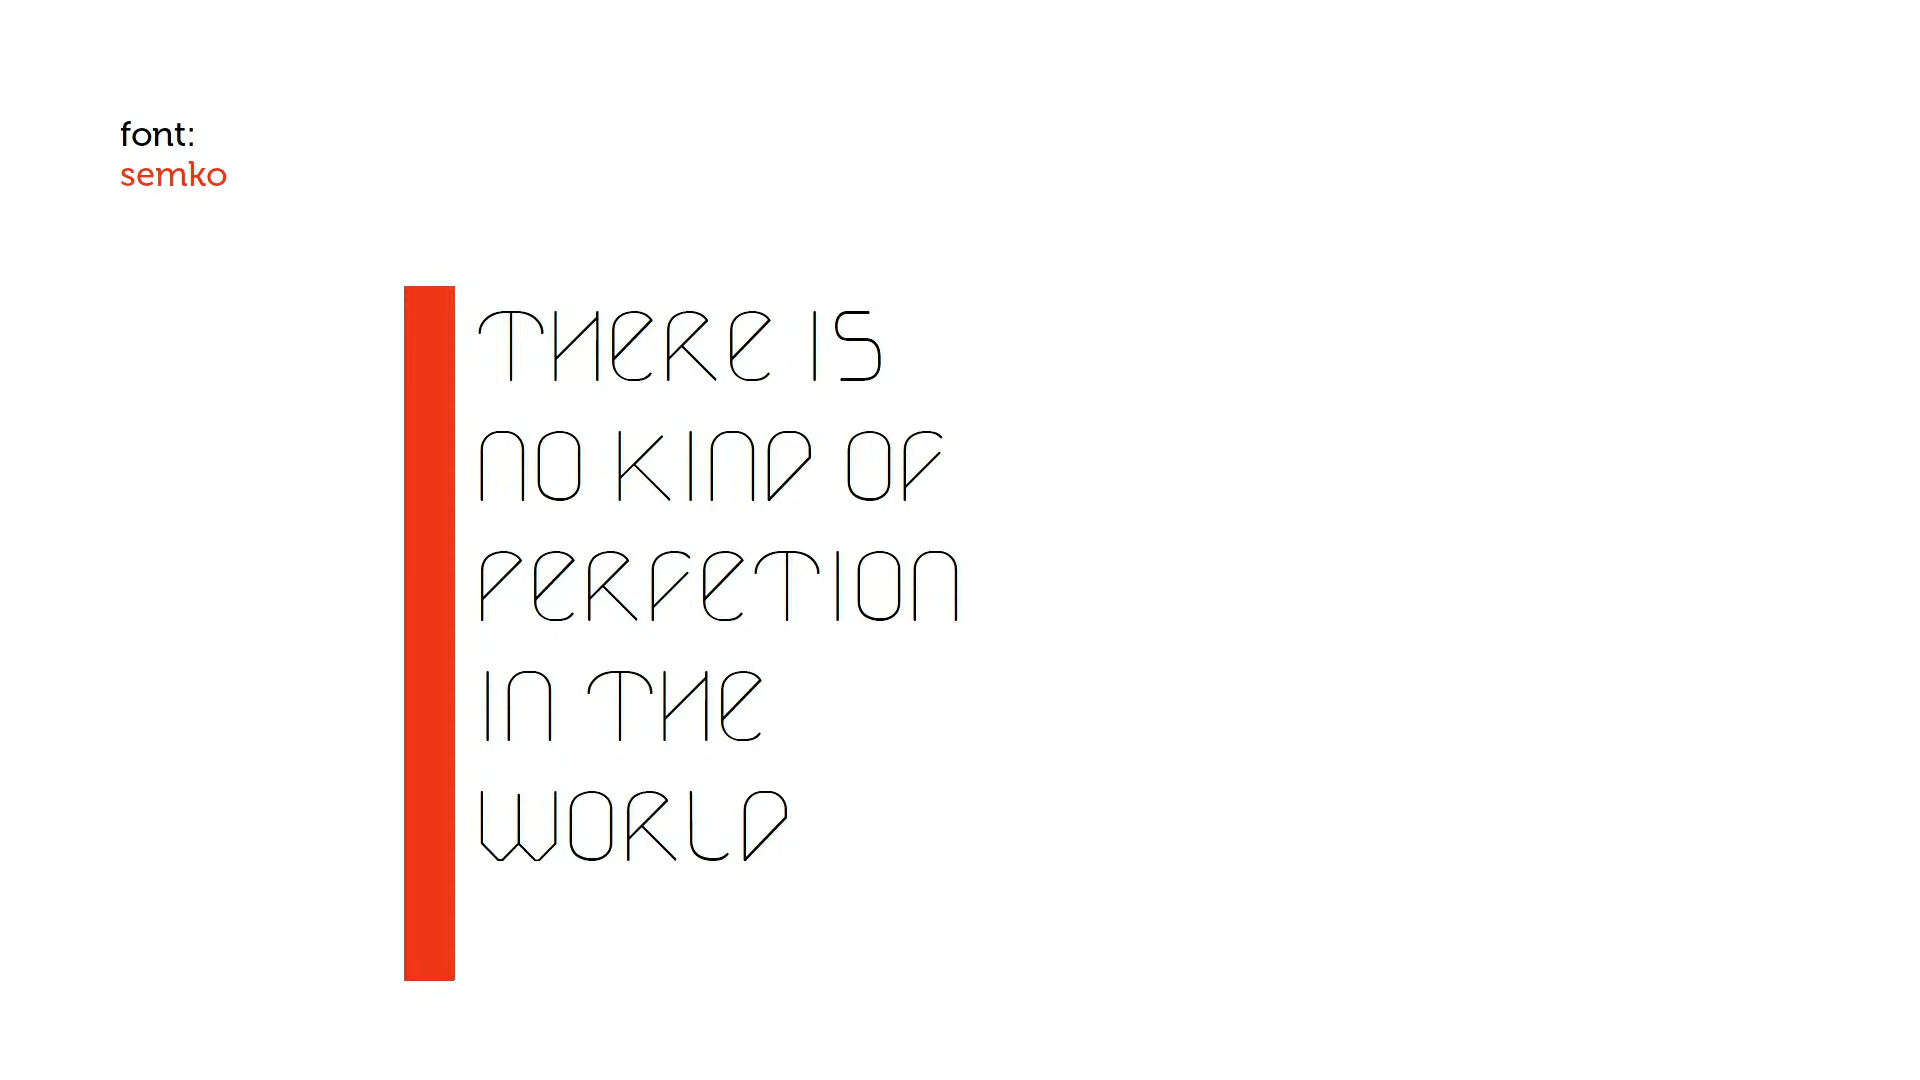 font:
semko
THERE IS
NO KIND OF
PERFETION
IN THE
WORLD